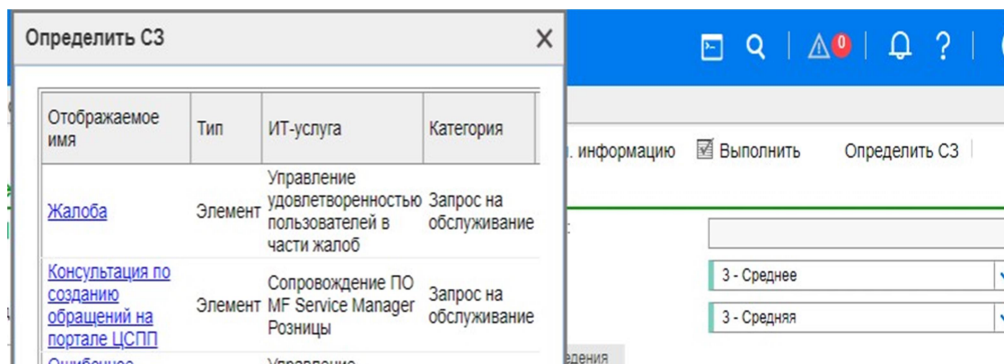 Определить СЗ
0
?
Отображаемое имя
Тип
ИТ-услуга
Категория
. информацию
Выполнить
Определить СЗ
Жалоба
Элемент
Управление
удовлетворенностью
пользователей в
части жалоб
Запрос на
обслуживание
Консультация по
созданию
обращений на
портале ЦСПП
Элемент
Сопровождение ПО
MF Service Manager
Розницы
Запрос на
обслуживание
3 - Среднее
3 - Средняя